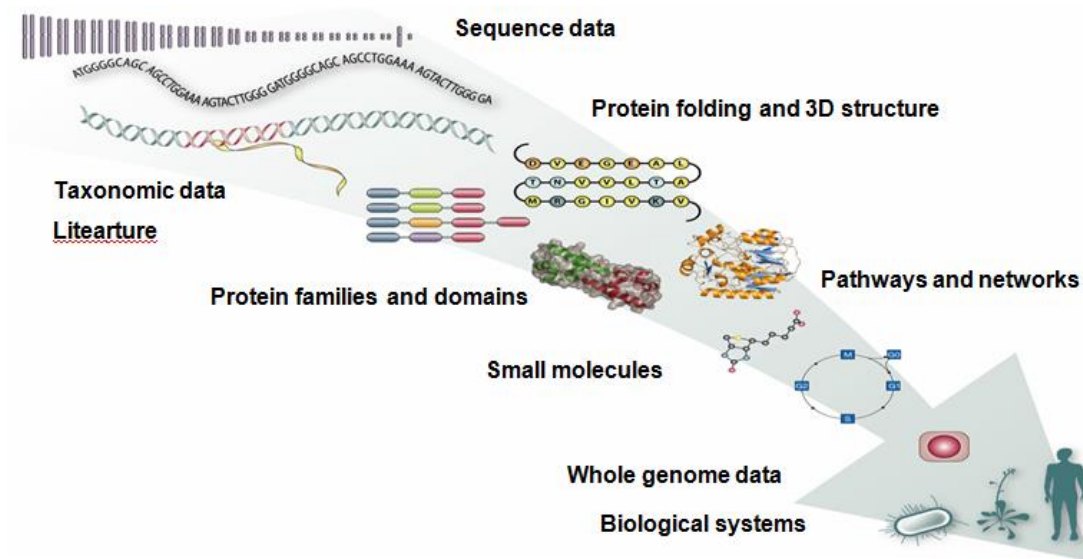 Sequence data
ATGGGGCAGC AGCCTGGAAA AGTACTTGGG GATGGGGCAGC AGCCTGGAAA AGTACTTGGG GA
Protein folding and 3D structure
D V E G E A L
T N V V L T A
M R G I V K V
Taxonomic data
Litearture
Protein families and domains
Pathways and networks
Small molecules
M G0
G2 G1
S
Whole genome data
Biological systems